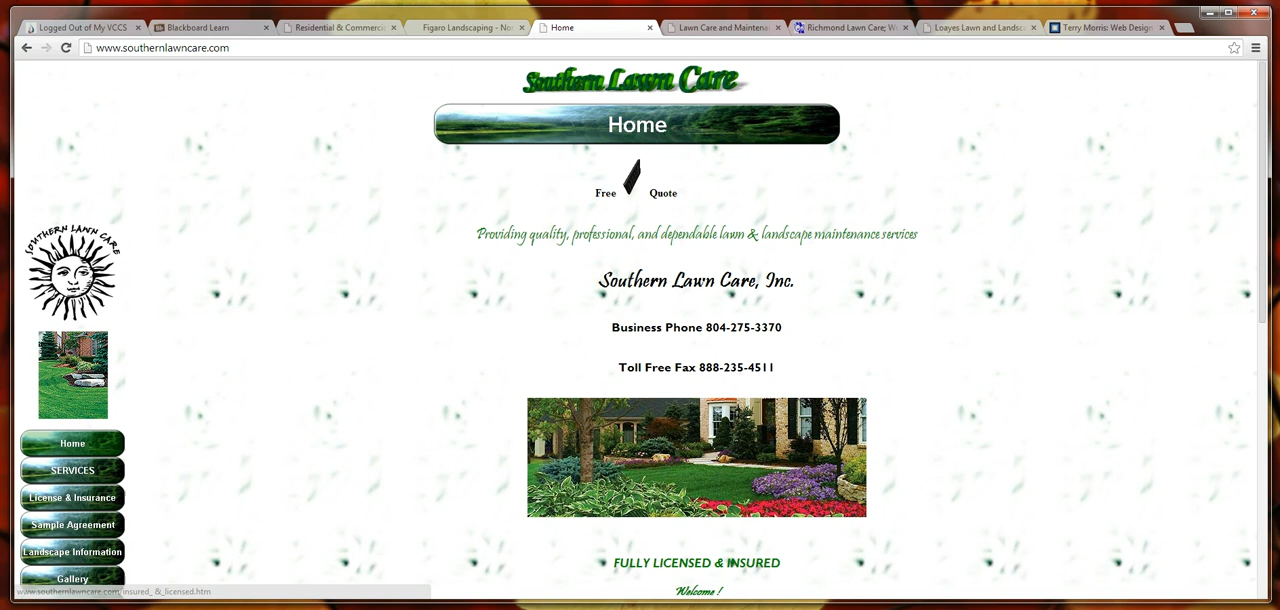 Logged Out of My VCCS
Blackboard Learn
Residential & Commerci
Figaro Landscaping - No
Home
Lawn Care and Maintena
Richmond Lawn Care; W
Loayes Lawn and Landsc
Terry Morris: Web Design
www.southernlawncare.com
Southern Lawn Care
Home
Free Quote
Providing quality, professional, and dependable lawn & landscape maintenance services
SOUTHERN LAWN CARE
Southern Lawn Care, Inc.
Business Phone 804-275-3370
Toll Free Fax 888-235-4511
Home
SERVICES
License & Insurance
Sample Agreement
Landscape Information
Gallery
FULLY LICENSED & INSURED
Welcome !
www.southernlawncare.com/insured_ &_licensed.htm